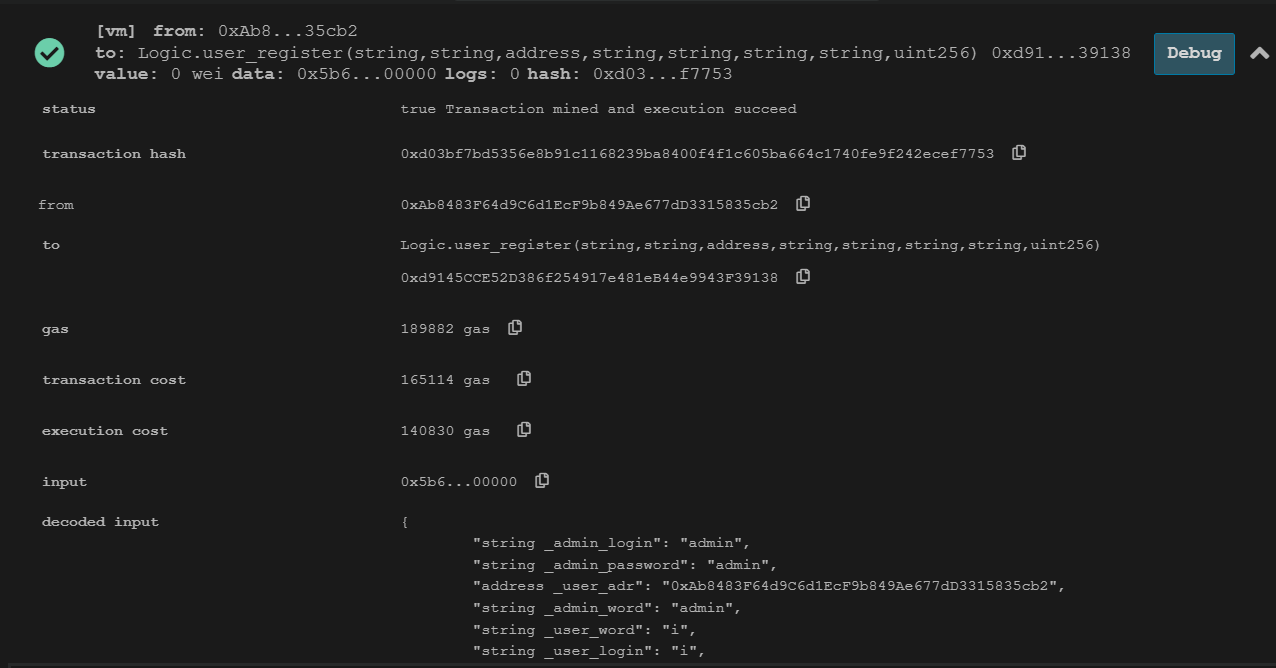 [vm] from: 0xAb8...35cb2
to: Logic.user_register(string,string,address,string,string,string,string,uint256) 0xd91...39138
value: 0 wei data: 0x5b6...00000 logs: 0 hash: 0xd03...f7753
Debug
status true Transaction mined and execution succeed
transaction hash 0xd03bf7bd5356e8b91c1168239ba8400f4f1c605ba664c1740fe9f242ecef7753
from 0xAb8483F64d9C6d1EcF9b849Ae677dD3315835cb2
to Logic.user_register(string,string,address,string,string,string,string,uint256)
0xd9145CCE52D386f254917e481eB44e9943F39138
gas 189882 gas
transaction cost 165114 gas
execution cost 140830 gas
input 0x5b6...00000
decoded input {
"string _admin_login": "admin",
"string _admin_password": "admin",
"address _user_adr": "0xAb8483F64d9C6d1EcF9b849Ae677dD3315835cb2",
"string _admin_word": "admin",
"string _user_word": "i",
"string _user_login": "i",